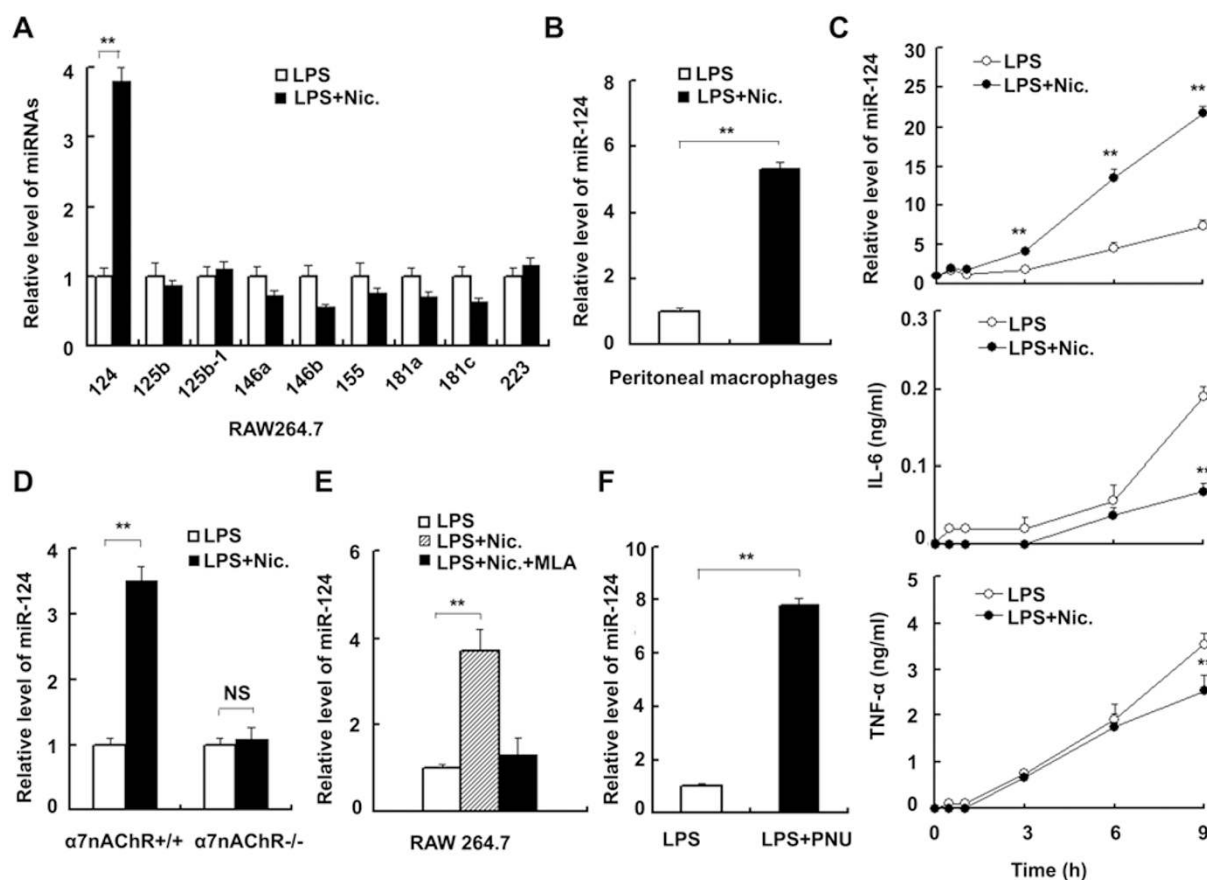 A
**
4
3
2
1
0
Relative level of miRNAs
LPS
LPS+Nic.
124
125b
125b-1
146a
146b
155
181a
181c
223
RAW264.7
B
8
6
4
2
0
Relative level of miR-124
LPS
LPS+Nic.
**
Peritoneal macrophages
C
30
25
20
15
10
5
0
Relative level of miR-124
LPS
LPS+Nic.
**
**
**
0.3
0.2
0.1
0
IL-6 (ng/ml)
LPS
LPS+Nic.
**
5
4
3
2
1
0
TNF-α (ng/ml)
LPS
LPS+Nic.
**
0
3
6
9
Time (h)
D
4
3
2
1
0
Relative level of miR-124
**
NS
LPS
LPS+Nic.
α7nAChR+/+
α7nAChR-/-
E
LPS
LPS+Nic.
LPS+Nic.+MLA
6
4
2
0
Relative level of miR-124
**
RAW 264.7
F
10
8
6
4
2
0
Relative level of miR-124
**
LPS
LPS+PNU